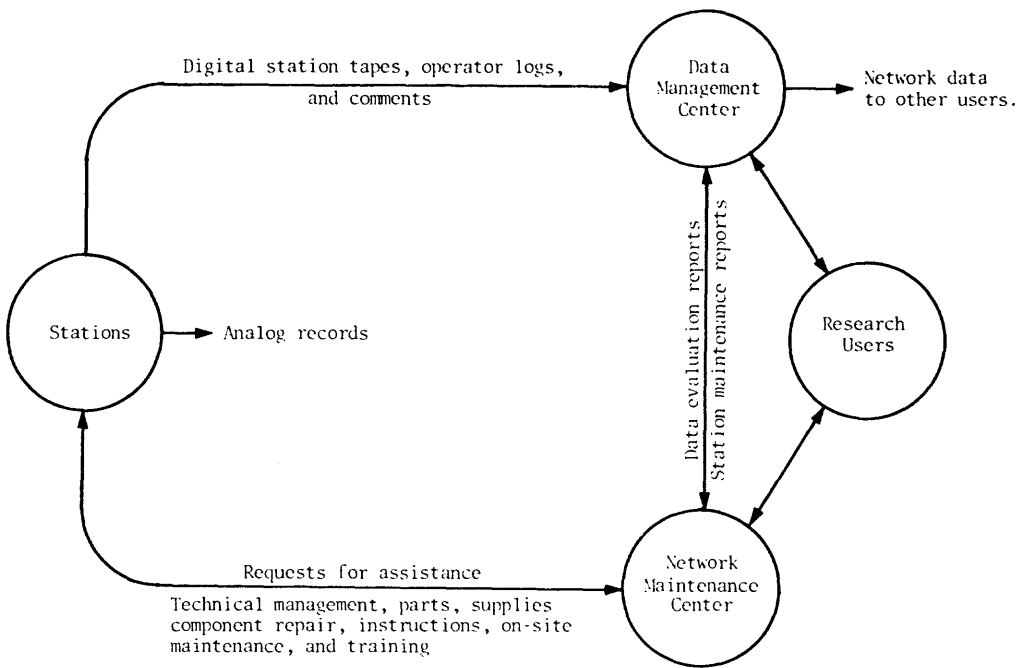 Digital station tapes, operator logs,
and comments
Data
Management
Center
Network data
to other users.
Data evaluation reports
Station maintenance reports
Stations
Analog records
Research
Users
Requests for assistance
Technical management, parts, supplies
component repair, instructions, on-site
maintenance, and training
Network
Maintenance
Center